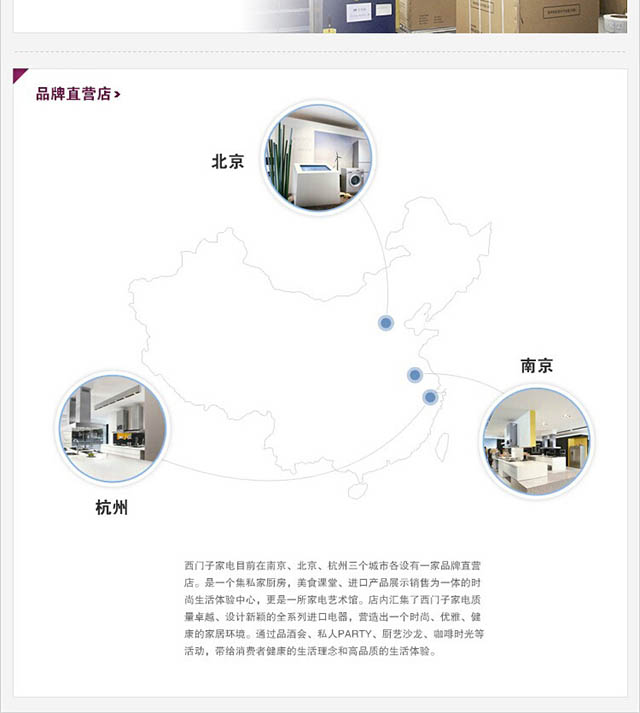 品牌直营店
北京
南京
杭州
西门子家电目前在南京、北京、杭州三个城市各设有一家品牌直营
店。是一个集私家厨房，美食课堂、进口产品展示销售为一体的时
尚生活体验中心，更是一所家电艺术馆。店内汇集了西门子家电质
量卓越、设计新颖的全系列进口电器，营造出一个时尚、优雅、健
康的家居环境。通过品酒会、私人PARTY、厨艺沙龙、咖啡时光等
活动，带给消费者健康的生活理念和高品质的生活体验。